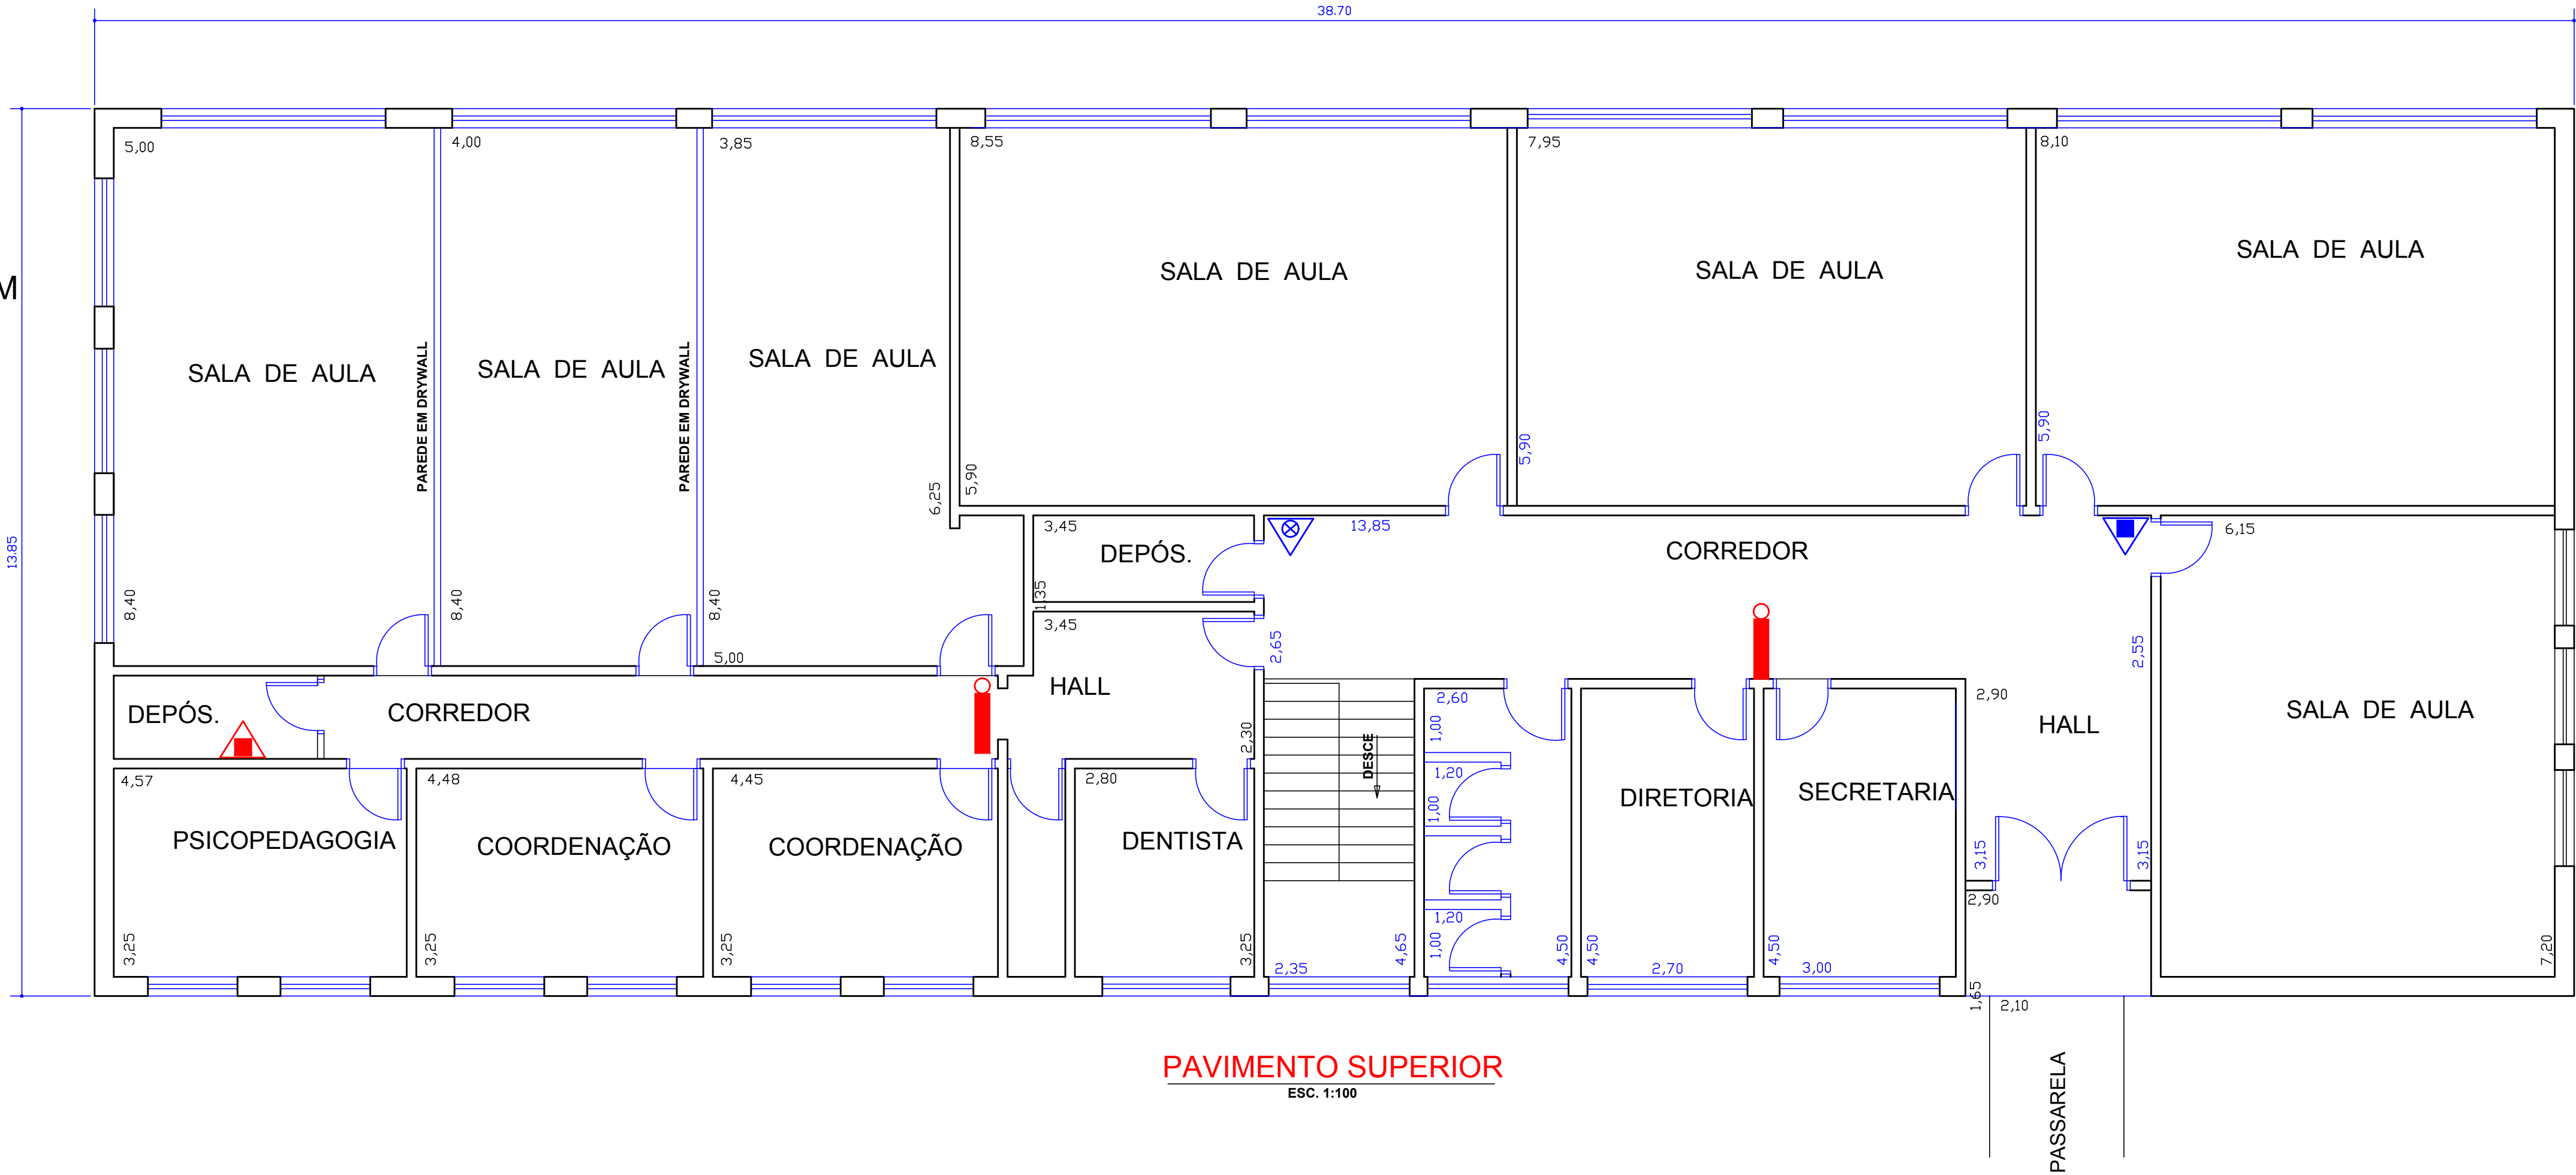 38.70
5,00
4,00
3,85
8,55
7,95
8,10
M
SALA DE AULA
SALA DE AULA
SALA DE AULA
SALA DE AULA
SALA DE AULA
SALA DE AULA
PAREDE EM DRYWALL
PAREDE EM DRYWALL
6,25
5,90
5,90
5,90
13.85
3,45
13,85
6,15
DEPÓS.
CORREDOR
8,40
8,40
8,40
1,35
3,45
2,65
2,55
5,00
DEPÓS.
CORREDOR
HALL
2,60
2,90
HALL
SALA DE AULA
2,30
1,00
DESCE
4,57
4,48
4,45
2,80
1,20
1,00
DIRETORIA
SECRETARIA
PSICOPEDAGOGIA
COORDENAÇÃO
COORDENAÇÃO
DENTISTA
3,15
3,15
2,90
1,20
3,25
3,25
3,25
3,25
4,65
1,00
4,50
4,50
4,50
7,20
2,35
2,70
3,00
1,65
2,10
PAVIMENTO SUPERIOR
ESC. 1:100
PASSARELA